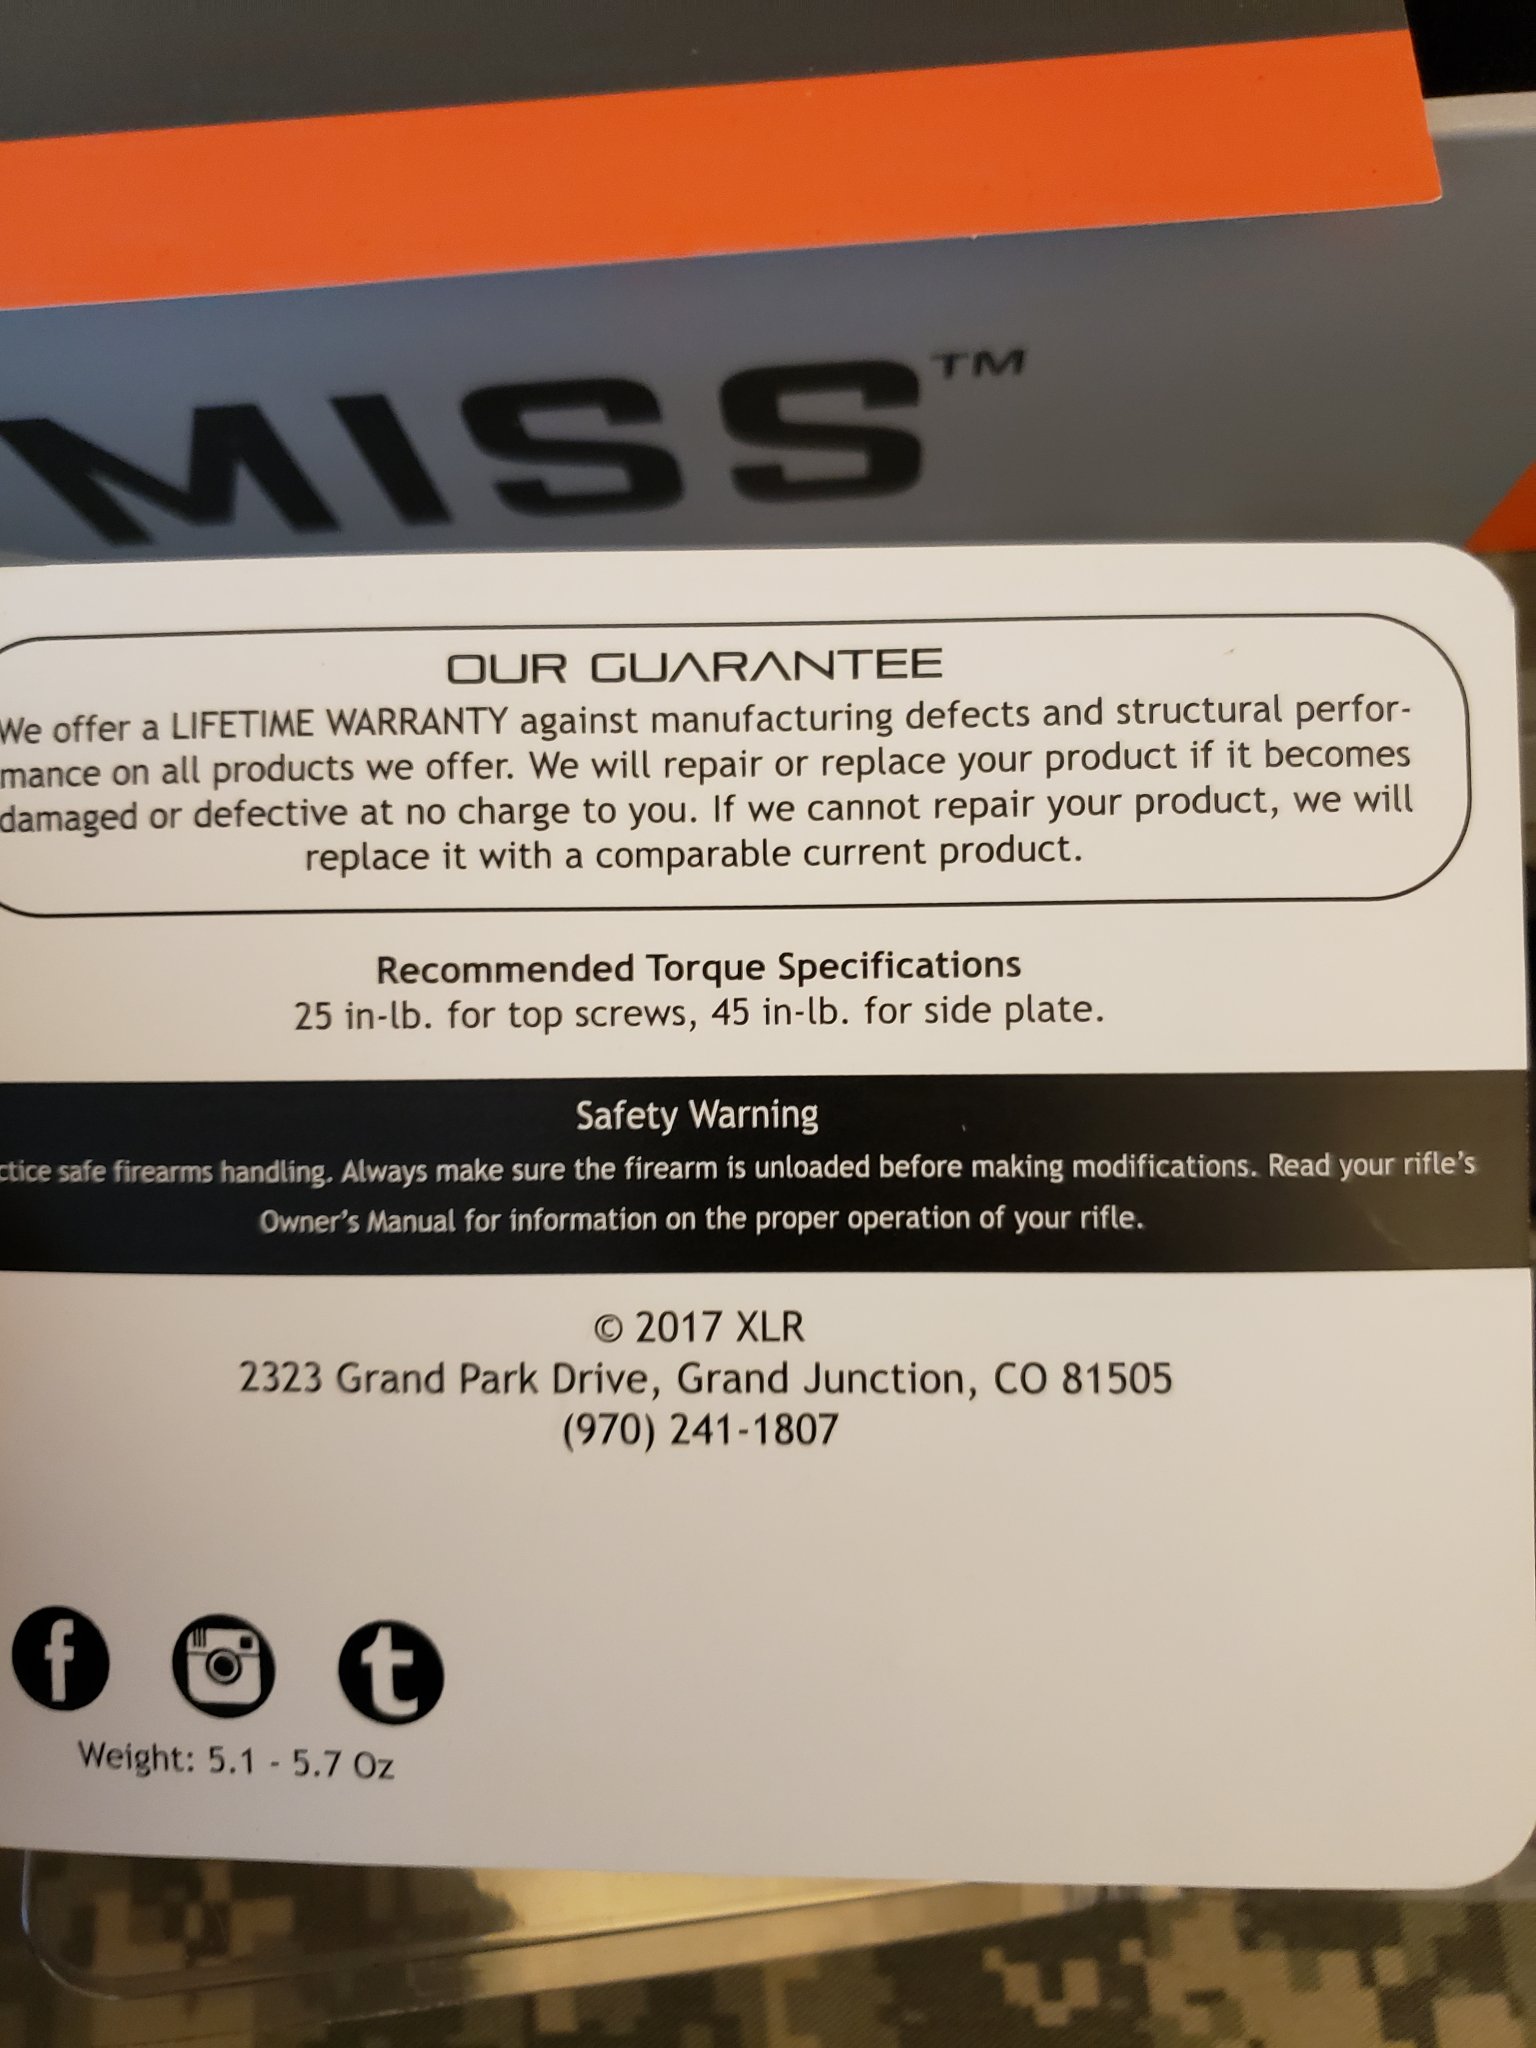 MISS™
OUR GUARANTEE
We offer a LIFETIME WARRANTY against manufacturing defects and structural perfor-
mance on all products we offer. We will repair or replace your product if it becomes
damaged or defective at no charge to you. If we cannot repair your product, we will
replace it with a comparable current product.
Recommended Torque Specifications
25 in-lb. for top screws, 45 in-lb. for side plate.
Safety Warning
ctice safe firearms handling. Always make sure the firearm is unloaded before making modifications. Read your rifle's
Owner's Manual for information on the proper operation of your rifle.
© 2017 XLR
2323 Grand Park Drive, Grand Junction, CO 81505
(970) 241-1807
f t
Weight: 5.1 - 5.7 Oz